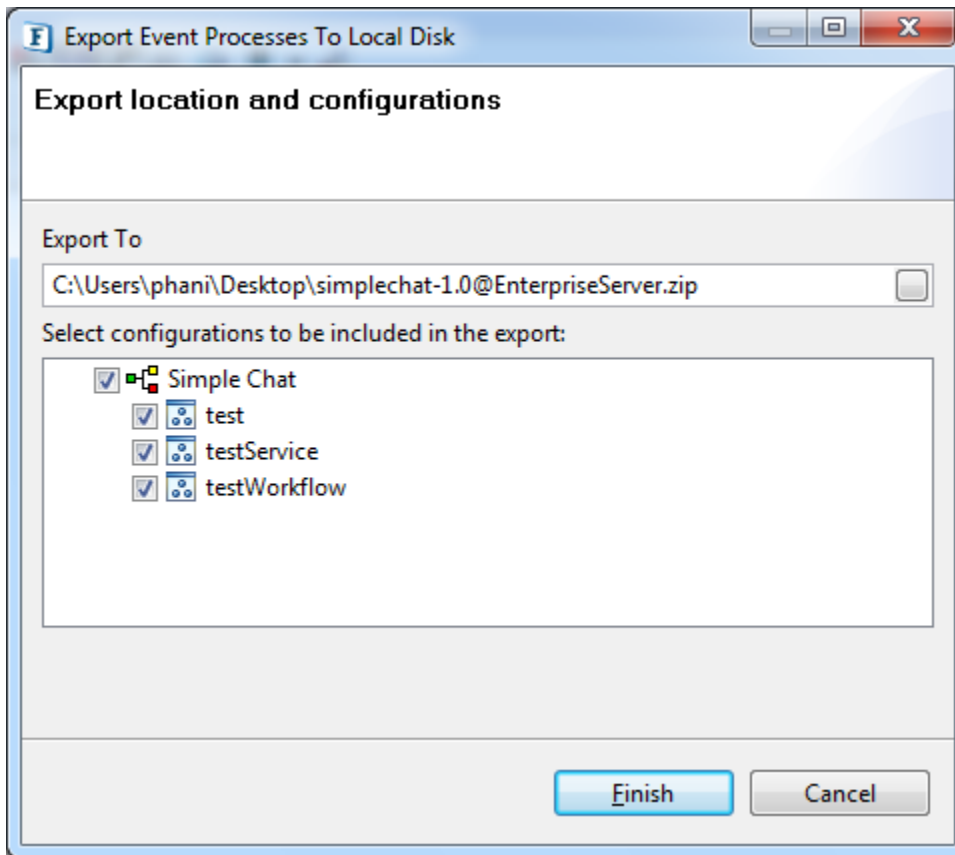 Export Event Processes To Local Disk
Export location and configurations
Export To
C:\Users\phani\Desktop\simplechat-1.0@EnterpriseServer.zip
Select configurations to be included in the export:
Simple Chat
test
testService
testWorkflow
Finish Cancel